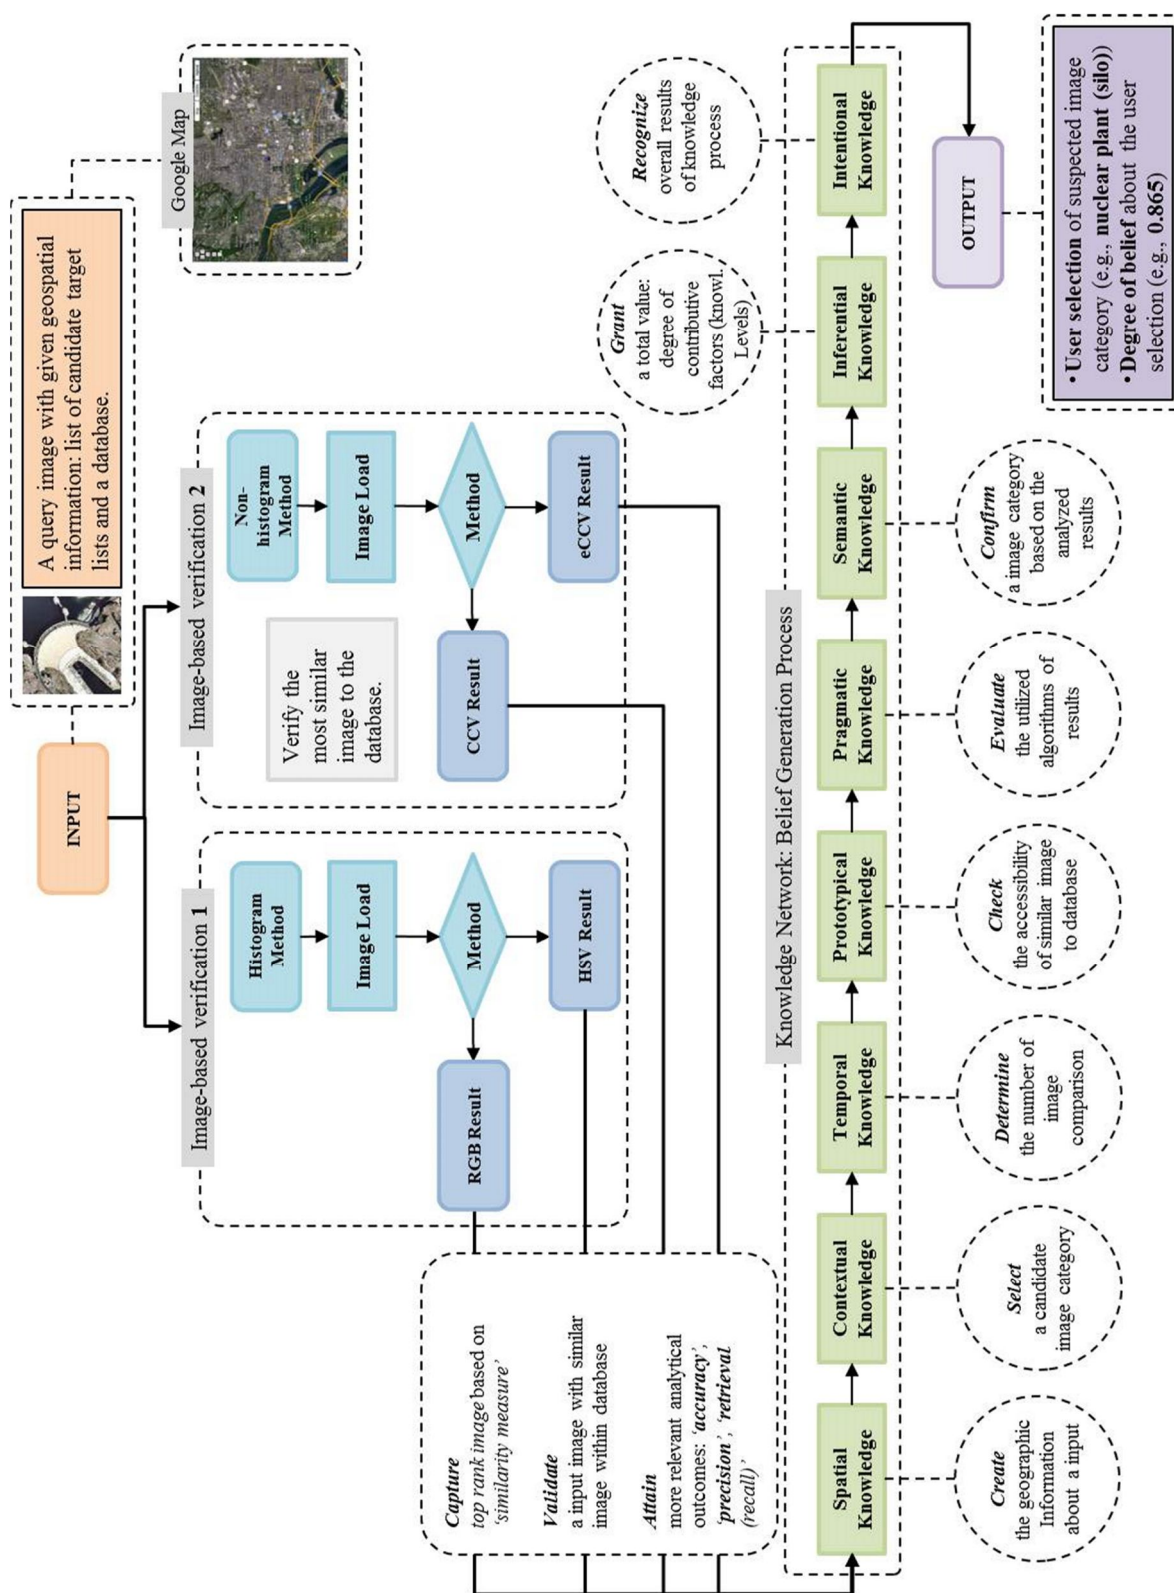 INPUT
A query image with given geospatial
information: list of candidate target
lists and a database.
Google Map
Image-based verification 1
Histogram
Method
Image Load
Method
RGB Result
HSV Result
Image-based verification 2
Non-
histogram
Method
Image Load
Method
Verify the
most similar
image to the
database.
CCV Result
eCCV Result
Capture
top rank image based on
‘similarity measure’
Validate
a input image with similar
image within database
Attain
more relevant analytical
outcomes: ‘accuracy’,
‘precision’, ‘retrieval
(recall)’
Knowledge Network: Belief Generation Process
Spatial
Knowledge
Contextual
Knowledge
Temporal
Knowledge
Prototypical
Knowledge
Pragmatic
Knowledge
Semantic
Knowledge
Inferential
Knowledge
Intentional
Knowledge
Create
the geographic
Information
about a input
Select
a candidate
image category
Determine
the number of
image
comparison
Check
the accessibility
of similar image
to database
Evaluate
the utilized
algorithms of
results
Confirm
a image category
based on the
analyzed
results
Grant
a total value:
degree of
contributive
factors (knowl.
Levels)
Recognize
overall results
of knowledge
process
OUTPUT
•User selection of suspected image
category (e.g., nuclear plant (silo))
•Degree of belief about the user
selection (e.g., 0.865)